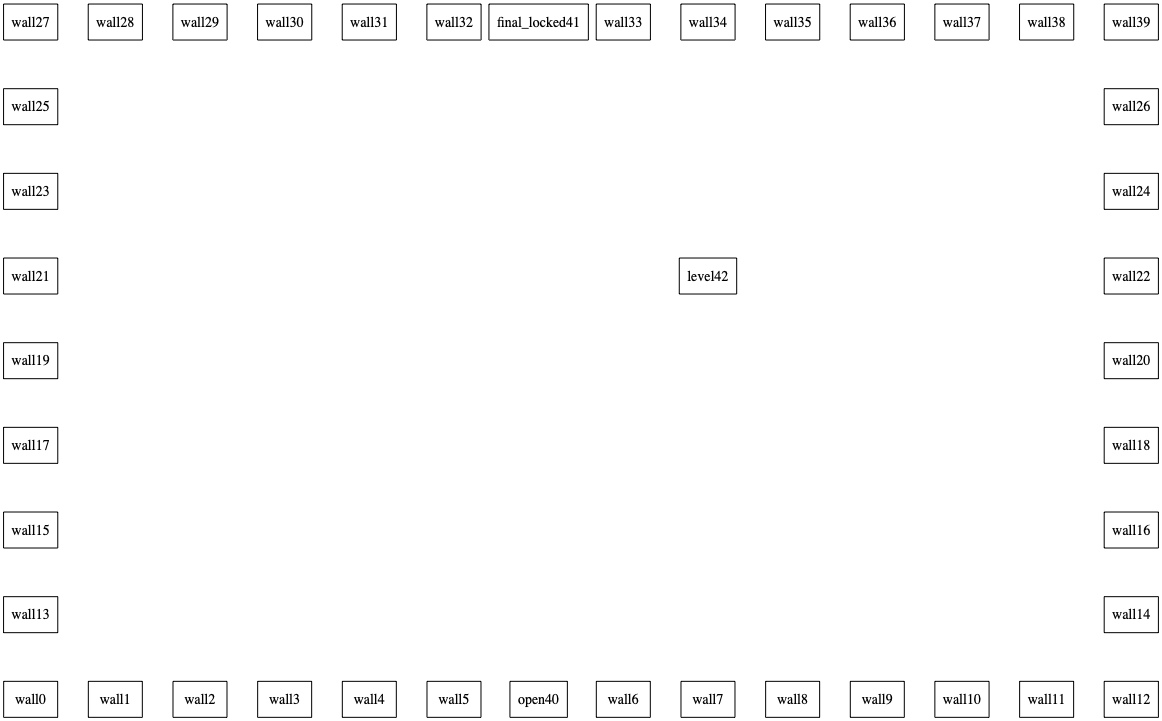 wall27 wall28 wall29 wall30 wall31 wall32 final_locked41 wall33 wall34 wall35 wall36 wall37 wall38 wall39
wall25 wall26
wall23 wall24
wall21 level42 wall22
wall19 wall20
wall17 wall18
wall15 wall16
wall13 wall14
wall0 wall1 wall2 wall3 wall4 wall5 open40 wall6 wall7 wall8 wall9 wall10 wall11 wall12